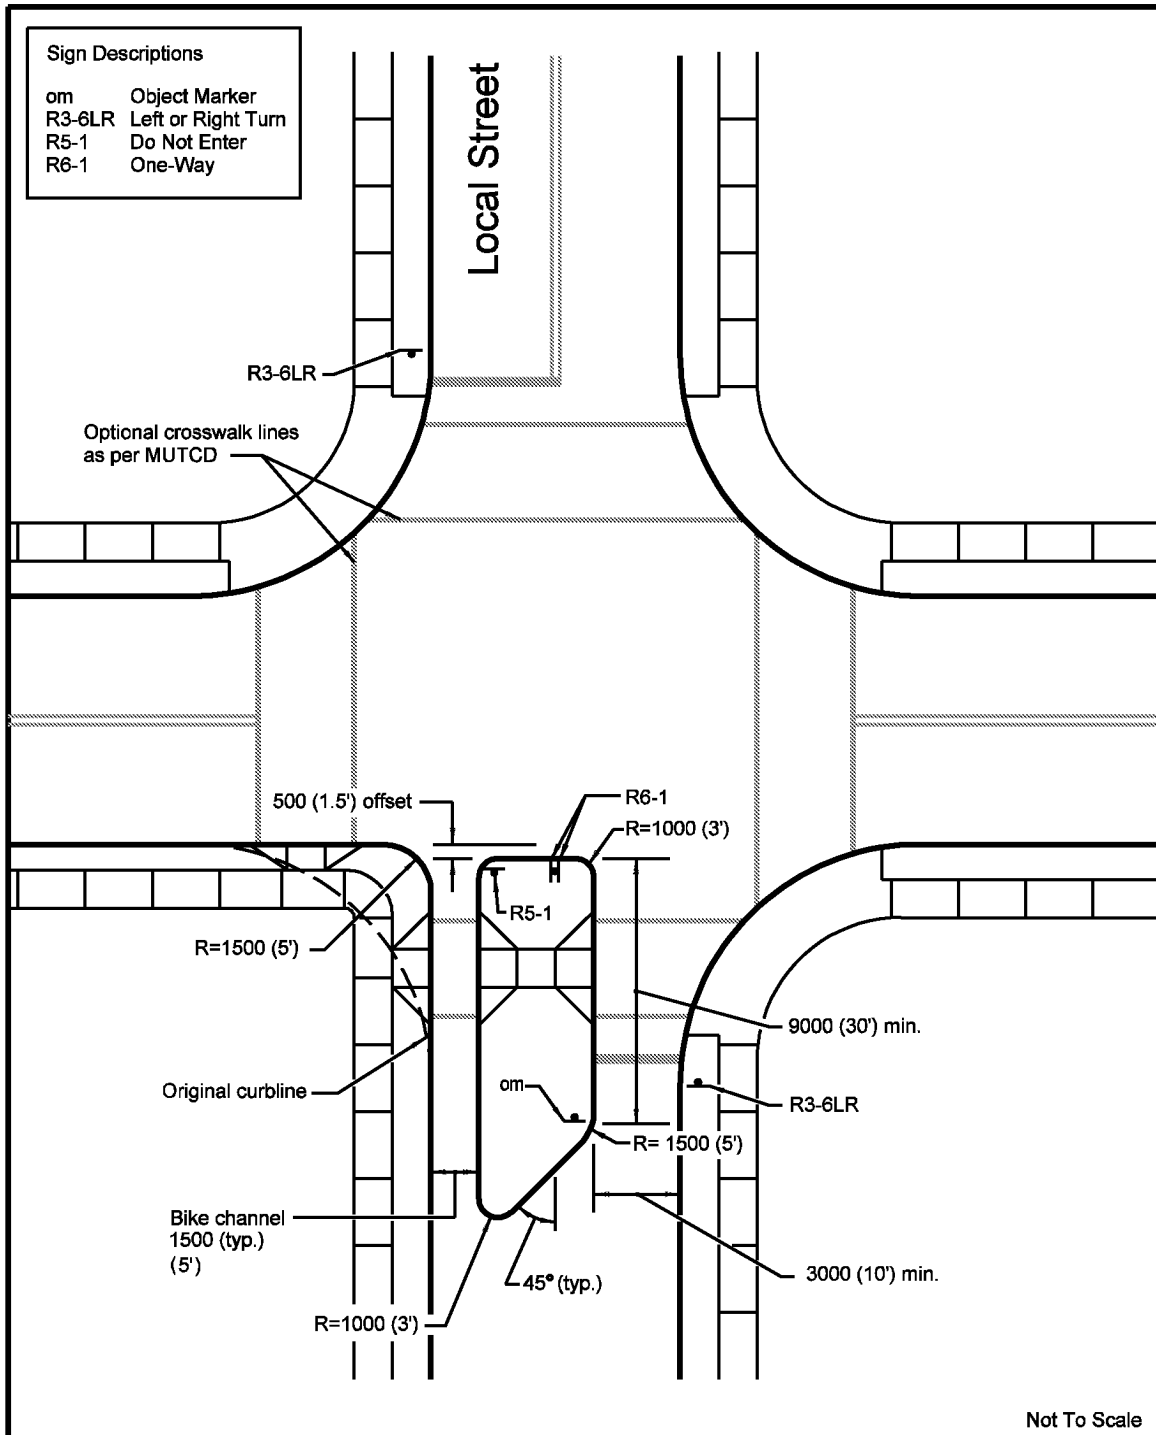 Sign Descriptions
om Object Marker
R3-6LR Left or Right Turn
R5-1 Do Not Enter
R6-1 One-Way
Local Street
R3-6LR
Optional crosswalk lines
as per MUTCD
500 (1.5') offset
R6-1
R=1000 (3')
R5-1
R=1500 (5')
9000 (30') min.
Original curbline
om
R3-6LR
R= 1500 (5')
Bike channel
1500 (typ.)
(5')
45° (typ.)
3000 (10') min.
R=1000 (3')
Not To Scale